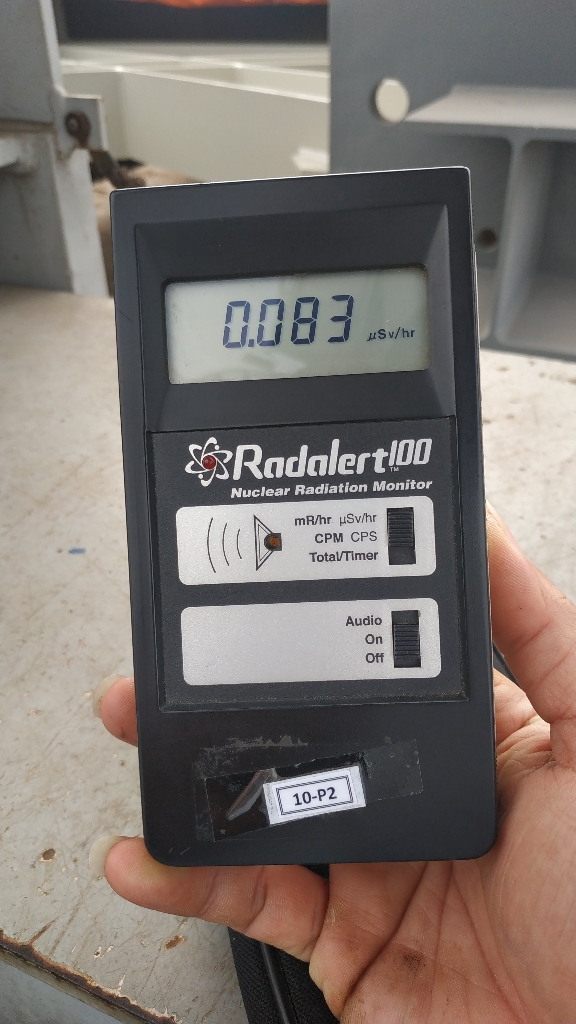 0.083 µSv/hr
Radalert100™
Nuclear Radiation Monitor
mR/hr µSv/hr
CPM CPS
Total/Timer
Audio
On
Off
10-P2